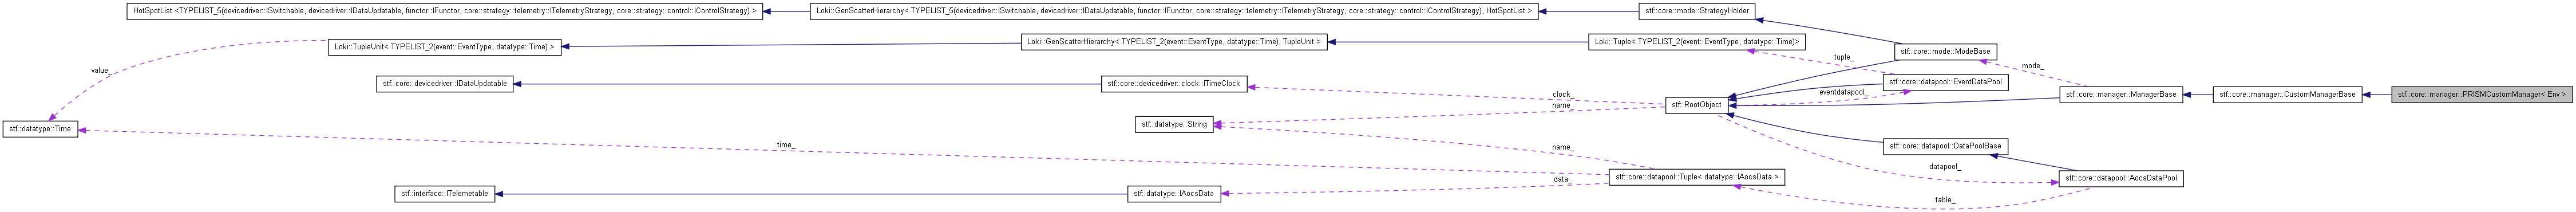 HotSpotList <TYPELIST_5(devicedriver::ISwitchable, devicedriver::IDataUpdatable, functor::IFunctor, core::strategy::telemetry::ITelemetryStrategy, core::strategy::control::IControlStrategy) >
Loki::GenScatterHierarchy< TYPELIST_5(devicedriver::ISwitchable, devicedriver::IDataUpdatable, functor::IFunctor, core::strategy::telemetry::ITelemetryStrategy, core::strategy::control::IControlStrategy), HotSpotList >
stf::core::mode::StrategyHolder
Loki::TupleUnit< TYPELIST_2(event::EventType, datatype::Time) >
Loki::GenScatterHierarchy< TYPELIST_2(event::EventType, datatype::Time), TupleUnit >
Loki::Tuple< TYPELIST_2(event::EventType, datatype::Time)>
stf::core::mode::ModeBase
tuple_
mode_
value_
stf::core::devicedriver::IDataUpdatable
stf::core::devicedriver::clock::ITimeClock
stf::core::datapool::EventDataPool
clock_
eventdatapool_
stf::core::manager::ManagerBase
stf::core::manager::CustomManagerBase
stf::core::manager::PRISMCustomManager< Env >
name_
stf::RootObject
stf::datatype::Time
stf::datatype::String
time_
name_
stf::core::datapool::DataPoolBase
datapool_
stf::core::datapool::Tuple< datatype::IAocsData >
data_
stf::core::datapool::AocsDataPool
stf::interface::ITelemetable
stf::datatype::IAocsData
table_